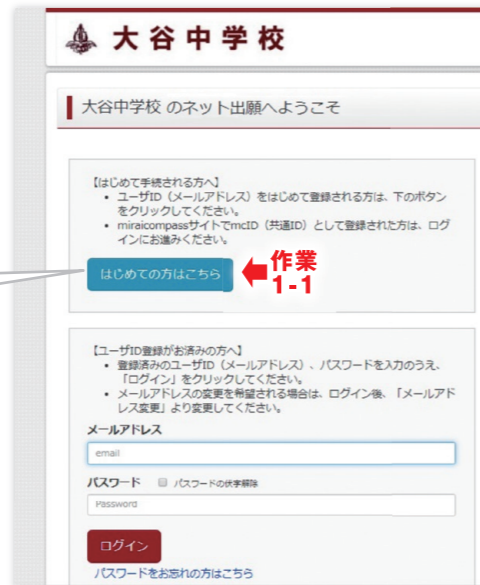 大谷中学校
大谷中学校 のネット出願へようこそ
【はじめて手続される方へ】
• ユーザID（メールアドレス）をはじめて登録される方は、下のボタン
をクリックしてください。
• miraicompassサイトでmcID（共通ID）として登録された方は、ログ
インにお進みください。
はじめての方はこちら
作業
1-1
【ユーザID登録がお済みの方へ】
• 登録済みのユーザID（メールアドレス）、パスワードを入力のうえ、
「ログイン」をクリックしてください。
• メールアドレスの変更を希望される場合は、ログイン後、「メールアド
レス変更」より変更してください。
メールアドレス
email
パスワード パスワードの伏字解除
Password
ログイン
パスワードをお忘れの方はこちら